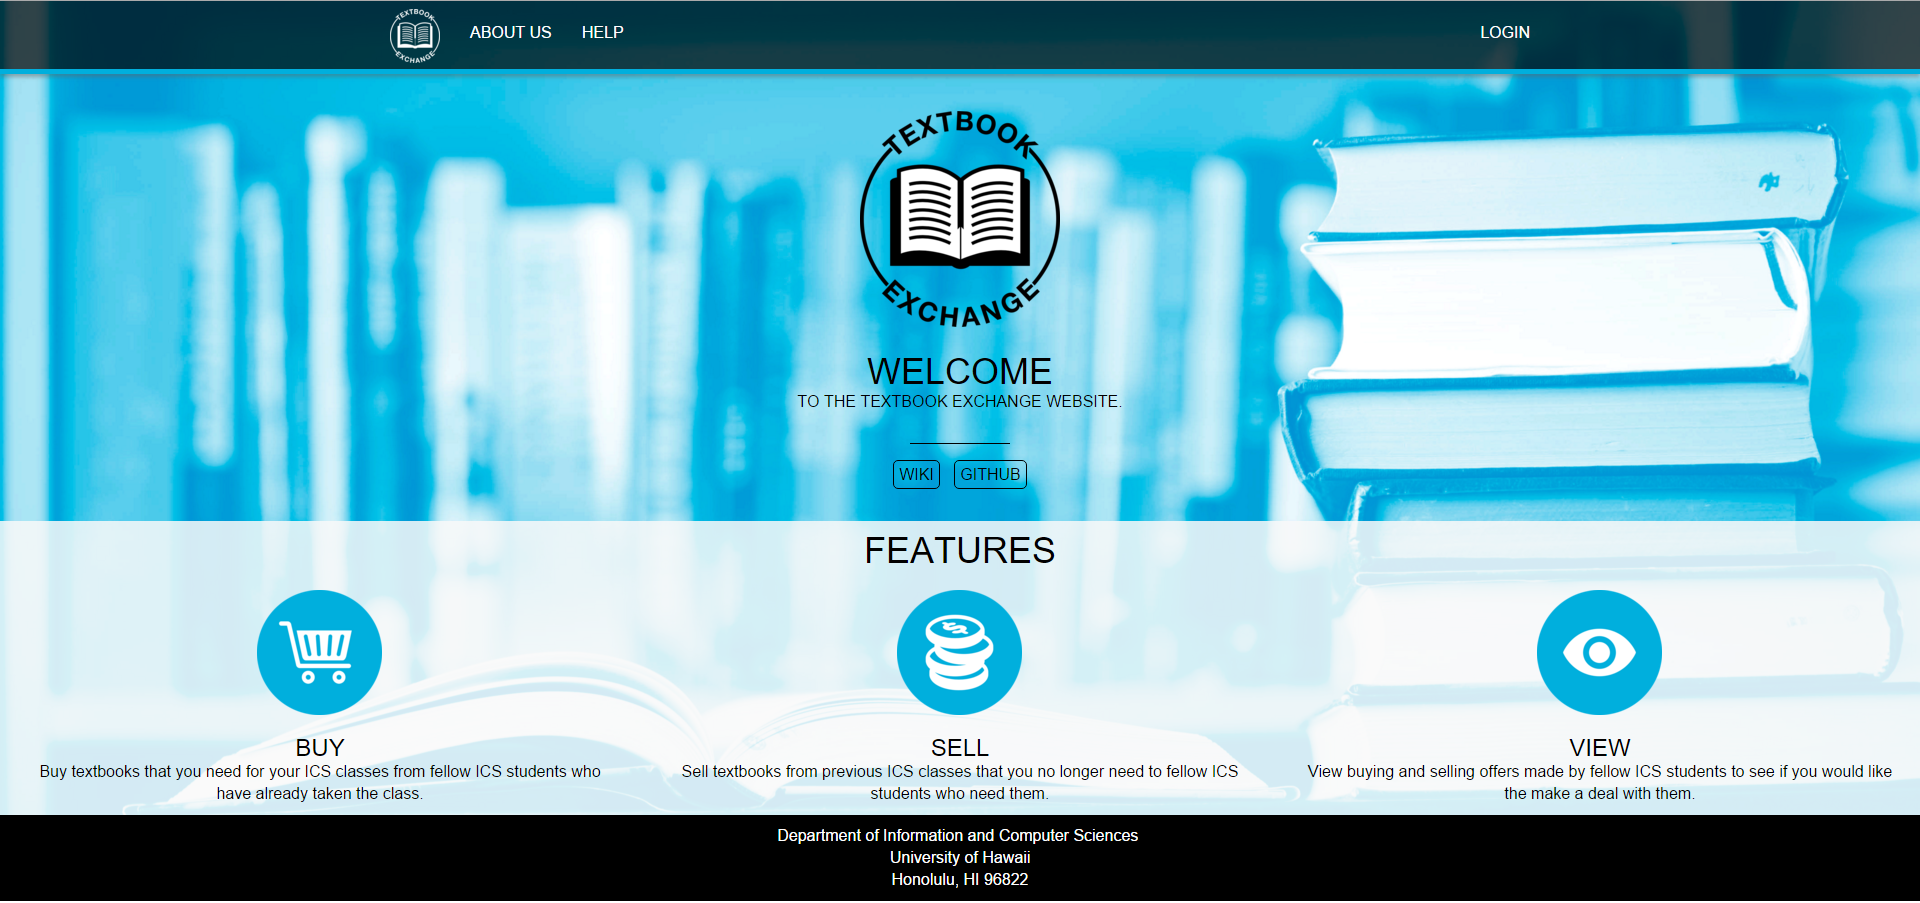 TEXTBOOK
EXCHANGE
ABOUT US
HELP
LOGIN
TEXTBOOK
EXCHANGE
WELCOME
TO THE TEXTBOOK EXCHANGE WEBSITE.
WIKI
GITHUB
FEATURES
BUY
Buy textbooks that you need for your ICS classes from fellow ICS students who
have already taken the class.
SELL
Sell textbooks from previous ICS classes that you no longer need to fellow ICS
students who need them.
VIEW
View buying and selling offers made by fellow ICS students to see if you would like
the make a deal with them.
Department of Information and Computer Sciences
University of Hawaii
Honolulu, HI 96822